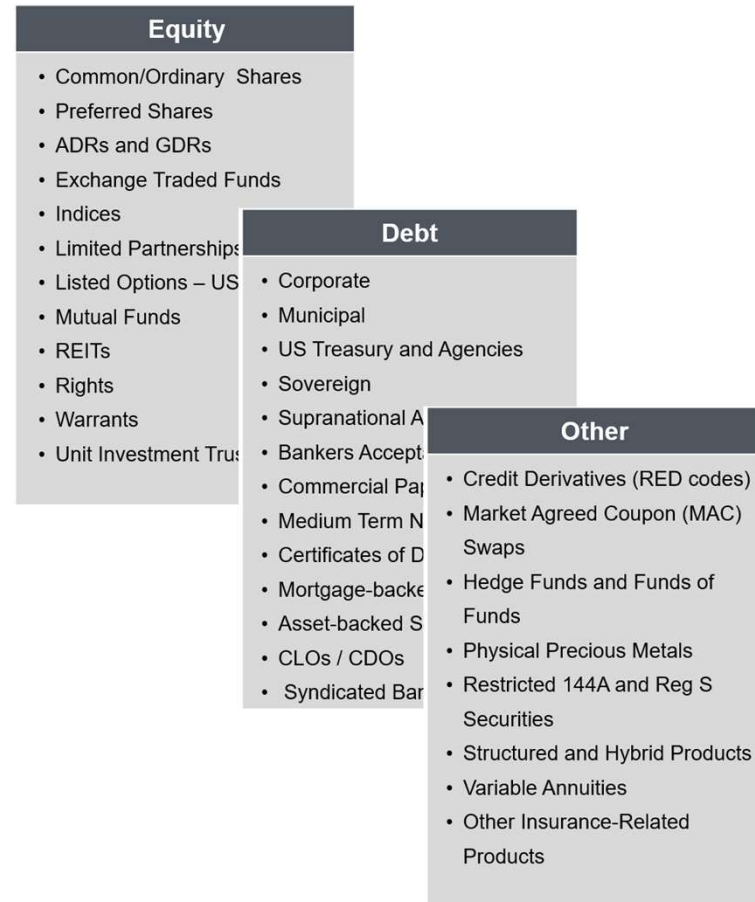 Equity
• Common/Ordinary Shares
• Preferred Shares
• ADRs and GDRs
• Exchange Traded Funds
• Indices
• Limited Partnerships
• Listed Options – US
• Mutual Funds
• REITs
• Rights
• Warrants
• Unit Investment
Debt
• Corporate
• Municipal
• US Treasury and Agencies
• Sovereign
• Supranational
• Bankers
• Commercial
• Medium Term
• Certificates of
•
• Asset-backed
• CLOs / CDOs
• Syndicated
Other
• Credit Derivatives (RED codes)
• Market Agreed Coupon (MAC)
Swaps
• Hedge Funds and Funds of
Funds
• Physical Precious Metals
• Restricted 144A and Reg S
Securities
• Structured and Hybrid Products
• Variable Annuities
• Other Insurance-Related
Products